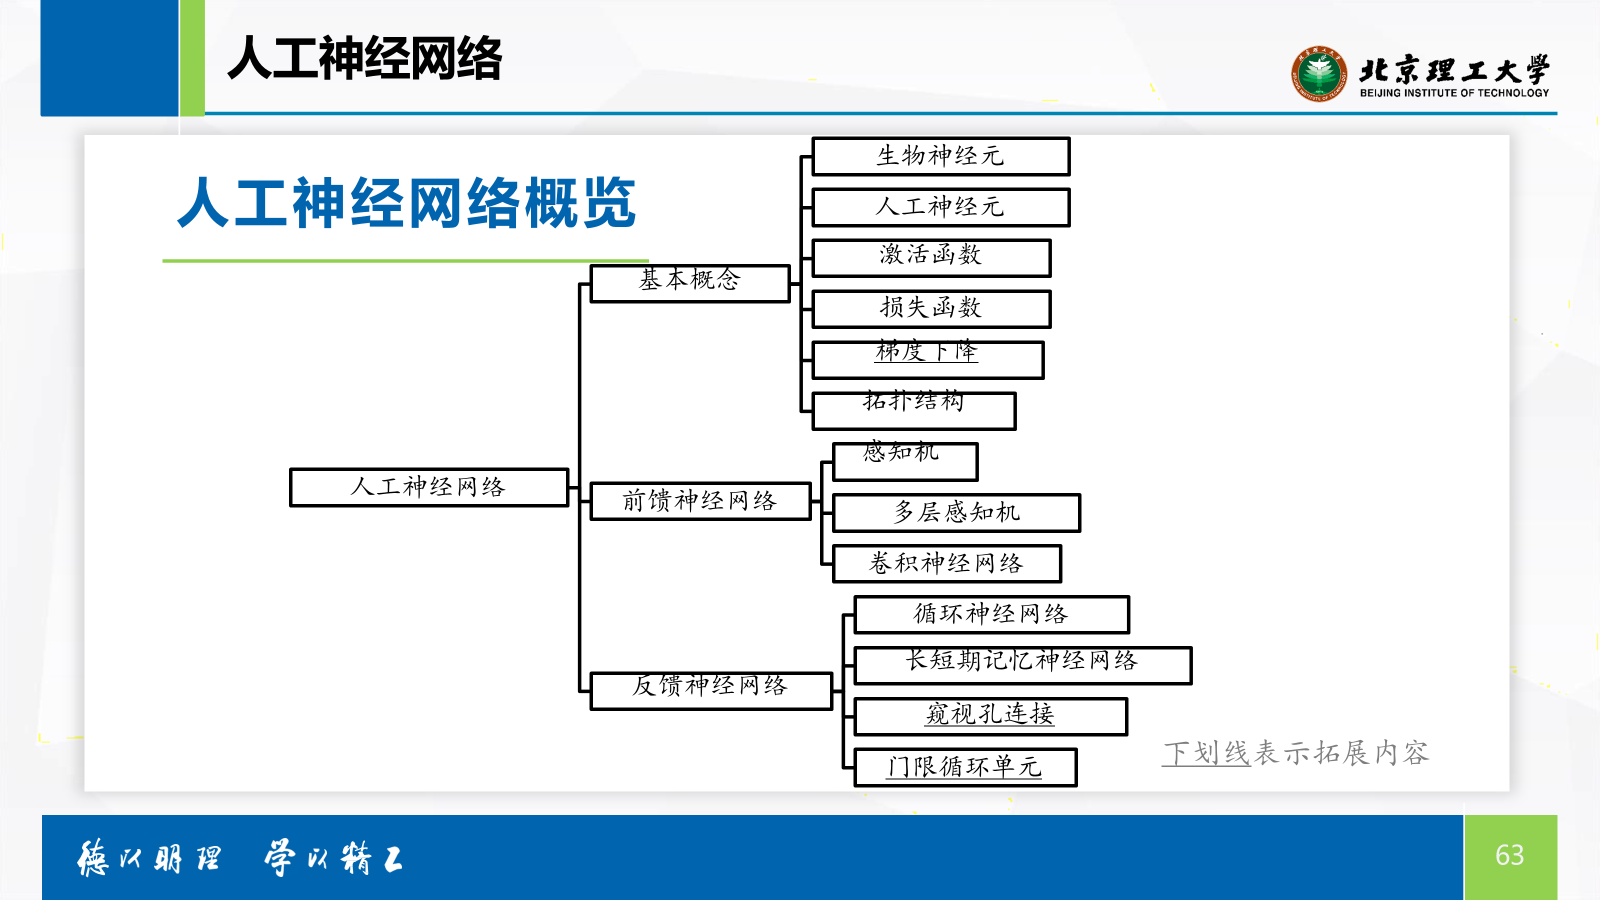 人工神经网络
北京理工大学
BEIJING INSTITUTE OF TECHNOLOGY
人工神经网络概览
人工神经网络
基本概念
生物神经元
人工神经元
激活函数
损失函数
梯度下降
拓扑结构
前馈神经网络
感知机
多层感知机
卷积神经网络
反馈神经网络
循环神经网络
长短期记忆神经网络
窥视孔连接
门限循环单元
下划线表示拓展内容
德以明理 学以精工
63